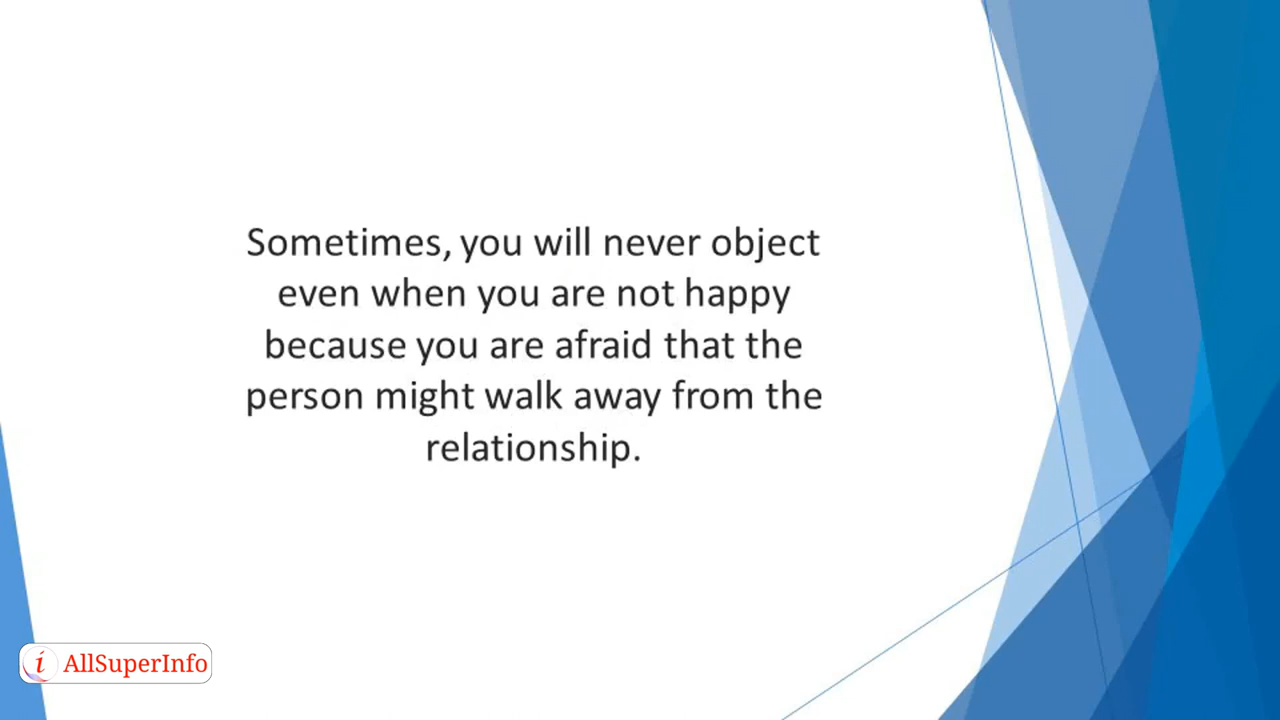 Sometimes, you will never object
even when you are not happy
because you are afraid that the
person might walk away from the
relationship.
i AllSuperInfo